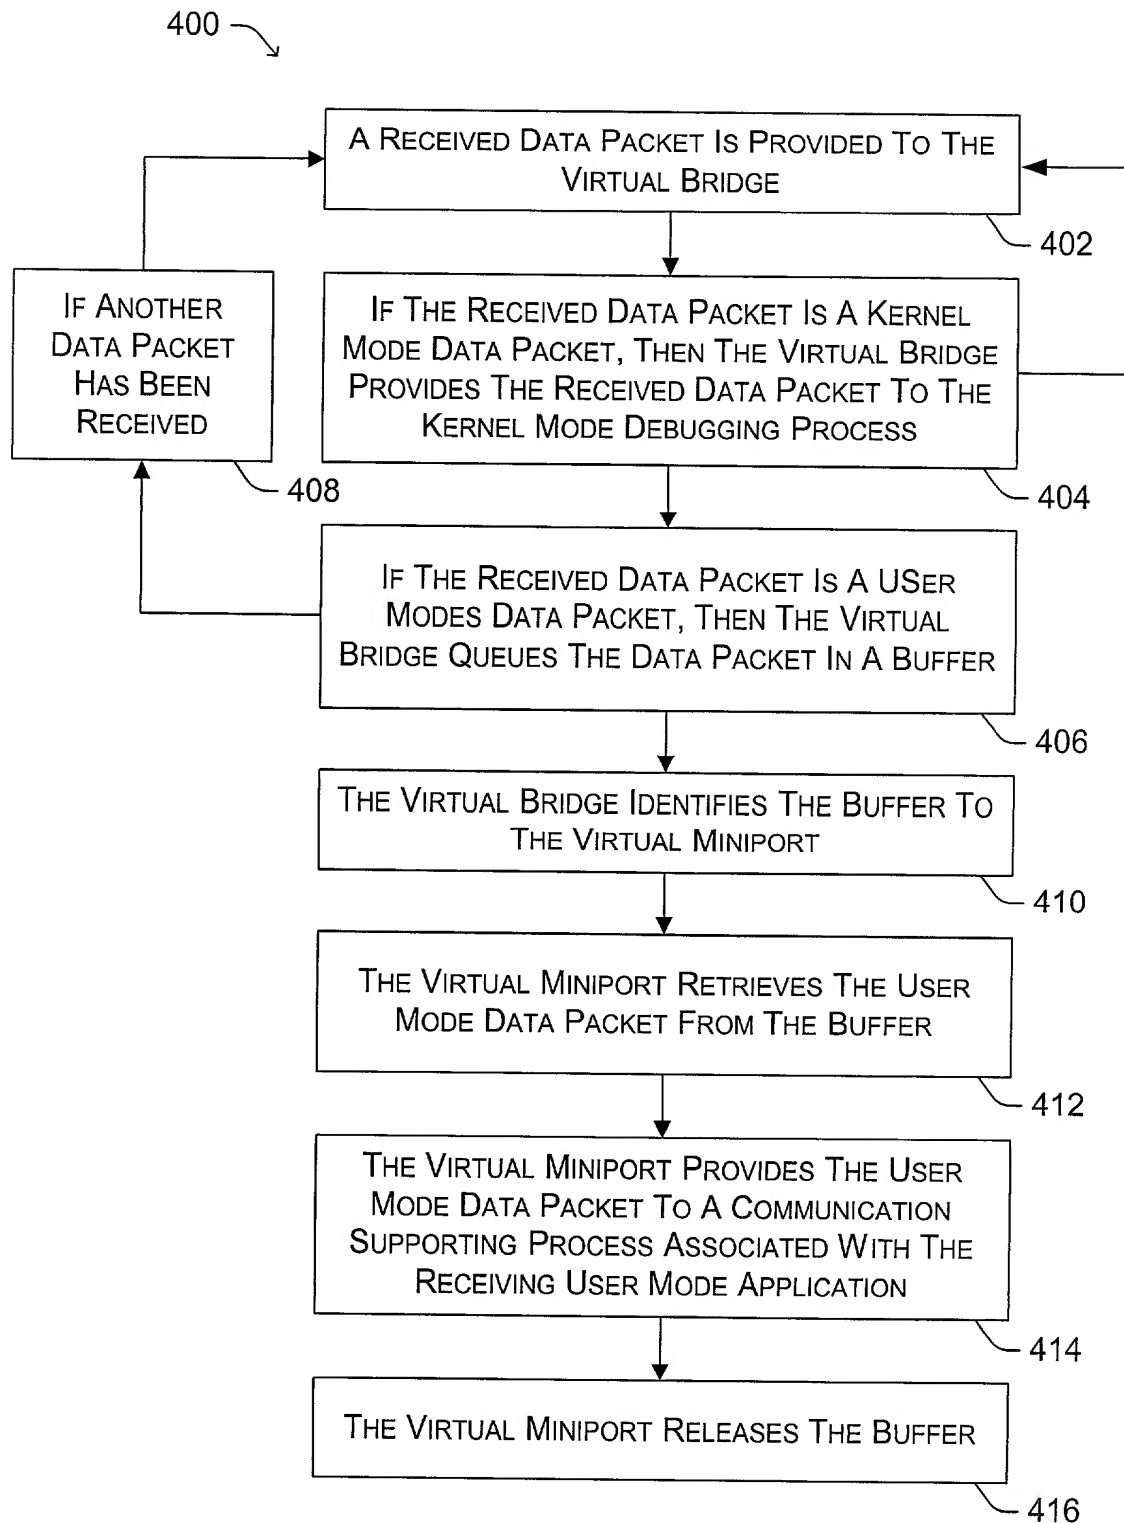 400
A RECEIVED DATA PACKET IS PROVIDED TO THE
VIRTUAL BRIDGE
402
IF ANOTHER
DATA PACKET
HAS BEEN
RECEIVED
408
IF THE RECEIVED DATA PACKET IS A KERNEL
MODE DATA PACKET, THEN THE VIRTUAL BRIDGE
PROVIDES THE RECEIVED DATA PACKET TO THE
KERNEL MODE DEBUGGING PROCESS
404
IF THE RECEIVED DATA PACKET IS A USER
MODES DATA PACKET, THEN THE VIRTUAL
BRIDGE QUEUES THE DATA PACKET IN A BUFFER
406
THE VIRTUAL BRIDGE IDENTIFIES THE BUFFER TO
THE VIRTUAL MINIPORT
410
THE VIRTUAL MINIPORT RETRIEVES THE USER
MODE DATA PACKET FROM THE BUFFER
412
THE VIRTUAL MINIPORT PROVIDES THE USER
MODE DATA PACKET TO A COMMUNICATION
SUPPORTING PROCESS ASSOCIATED WITH THE
RECEIVING USER MODE APPLICATION
414
THE VIRTUAL MINIPORT RELEASES THE BUFFER
416